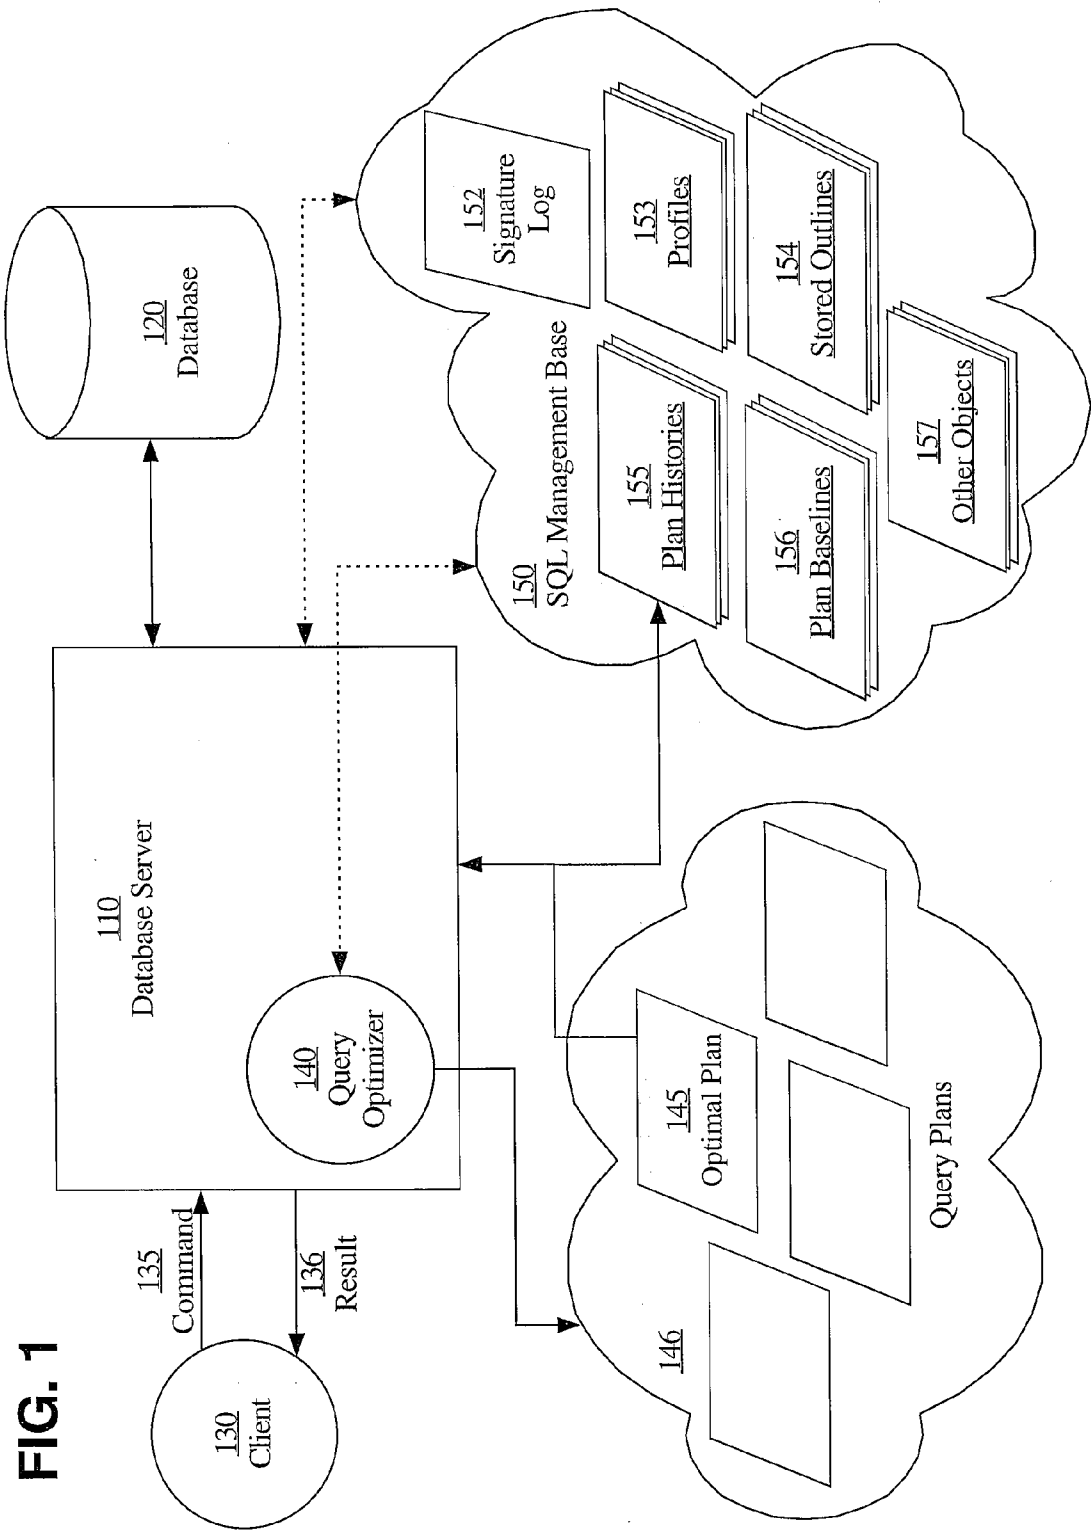 FIG. 1
130
Client
135
Command
136
Result
110
Database Server
140
Query
Optimizer
120
Database
146
145
Optimal Plan
Query Plans
150
SQL Management Base
152
Signature
Log
155
Plan Histories
153
Profiles
156
Plan Baselines
154
Stored Outlines
157
Other Objects